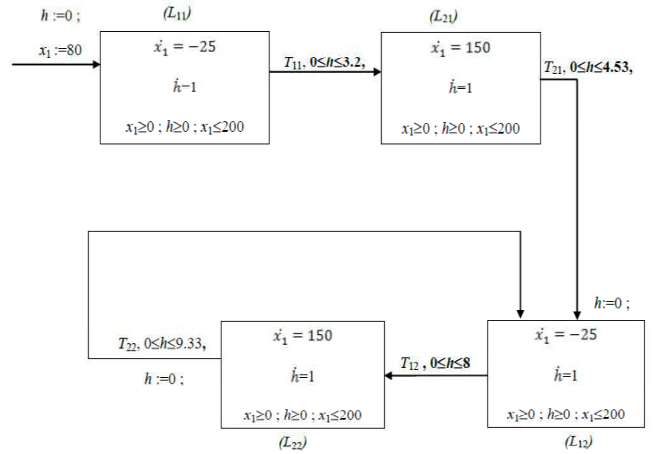 h :=0 ;
x₁ :=80
(L₁₁)
ẋ₁ = −25
ḣ=1
x₁≥0 ; h≥0 ; x₁≤200
T₁₁, 0≤h≤3.2,
(L₂₁)
ẋ₁ = 150
ḣ=1
x₁≥0 ; h≥0 ; x₁≤200
T₂₁, 0≤h≤4.53,
h:=0 ;
ẋ₁ = −25
ḣ=1
x₁≥0 ; h≥0 ; x₁≤200
(L₁₂)
T₁₂ , 0≤h≤8
ẋ₁ = 150
ḣ=1
x₁≥0 ; h≥0 ; x₁≤200
(L₂₂)
T₂₂, 0≤h≤9.33,
h :=0 ;